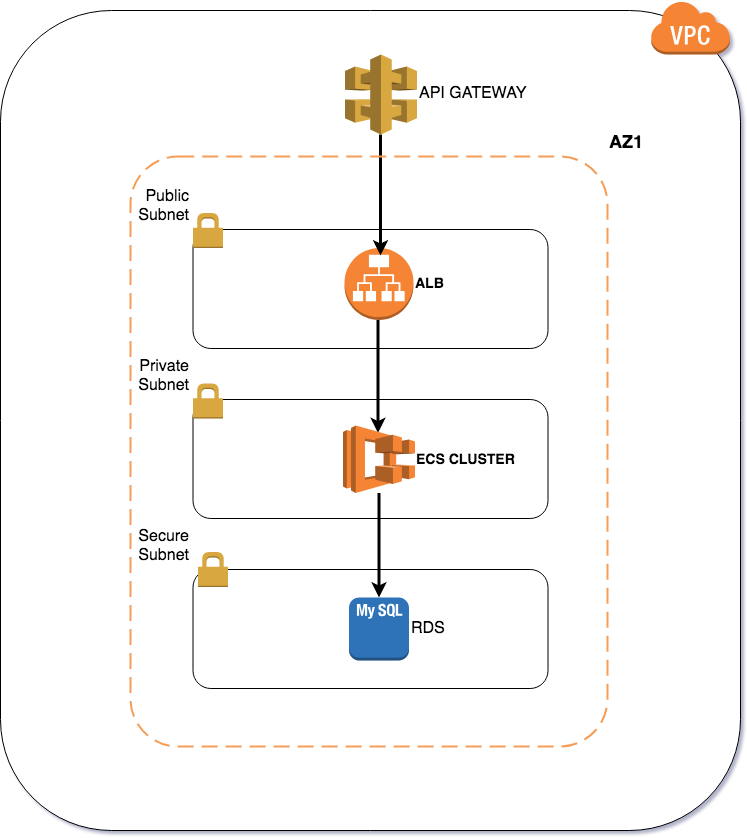 VPC
API GATEWAY
AZ1
Public
Subnet
ALB
Private
Subnet
ECS CLUSTER
Secure
Subnet
My SQL
RDS